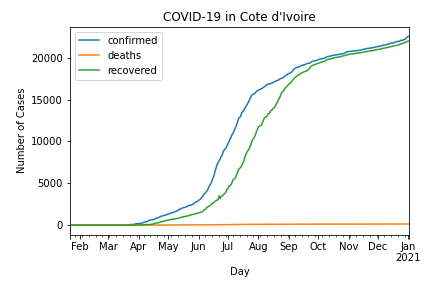 COVID-19 in Cote d'Ivoire
confirmed
deaths
recovered
Number of Cases
20000
15000
10000
5000
0
Feb Mar Apr May Jun Jul Aug Sep Oct Nov Dec Jan
2021
Day